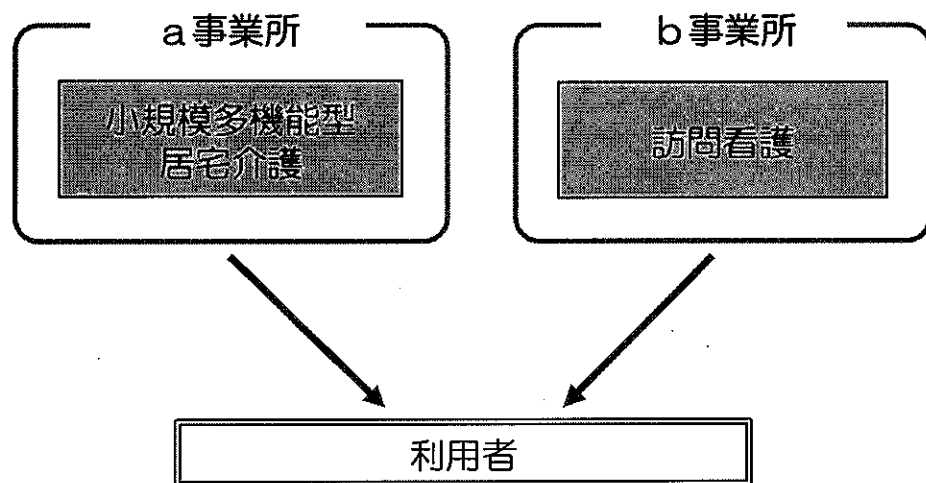 a事業所
b事業所
小規模多機能型
居宅介護
訪問看護
利用者